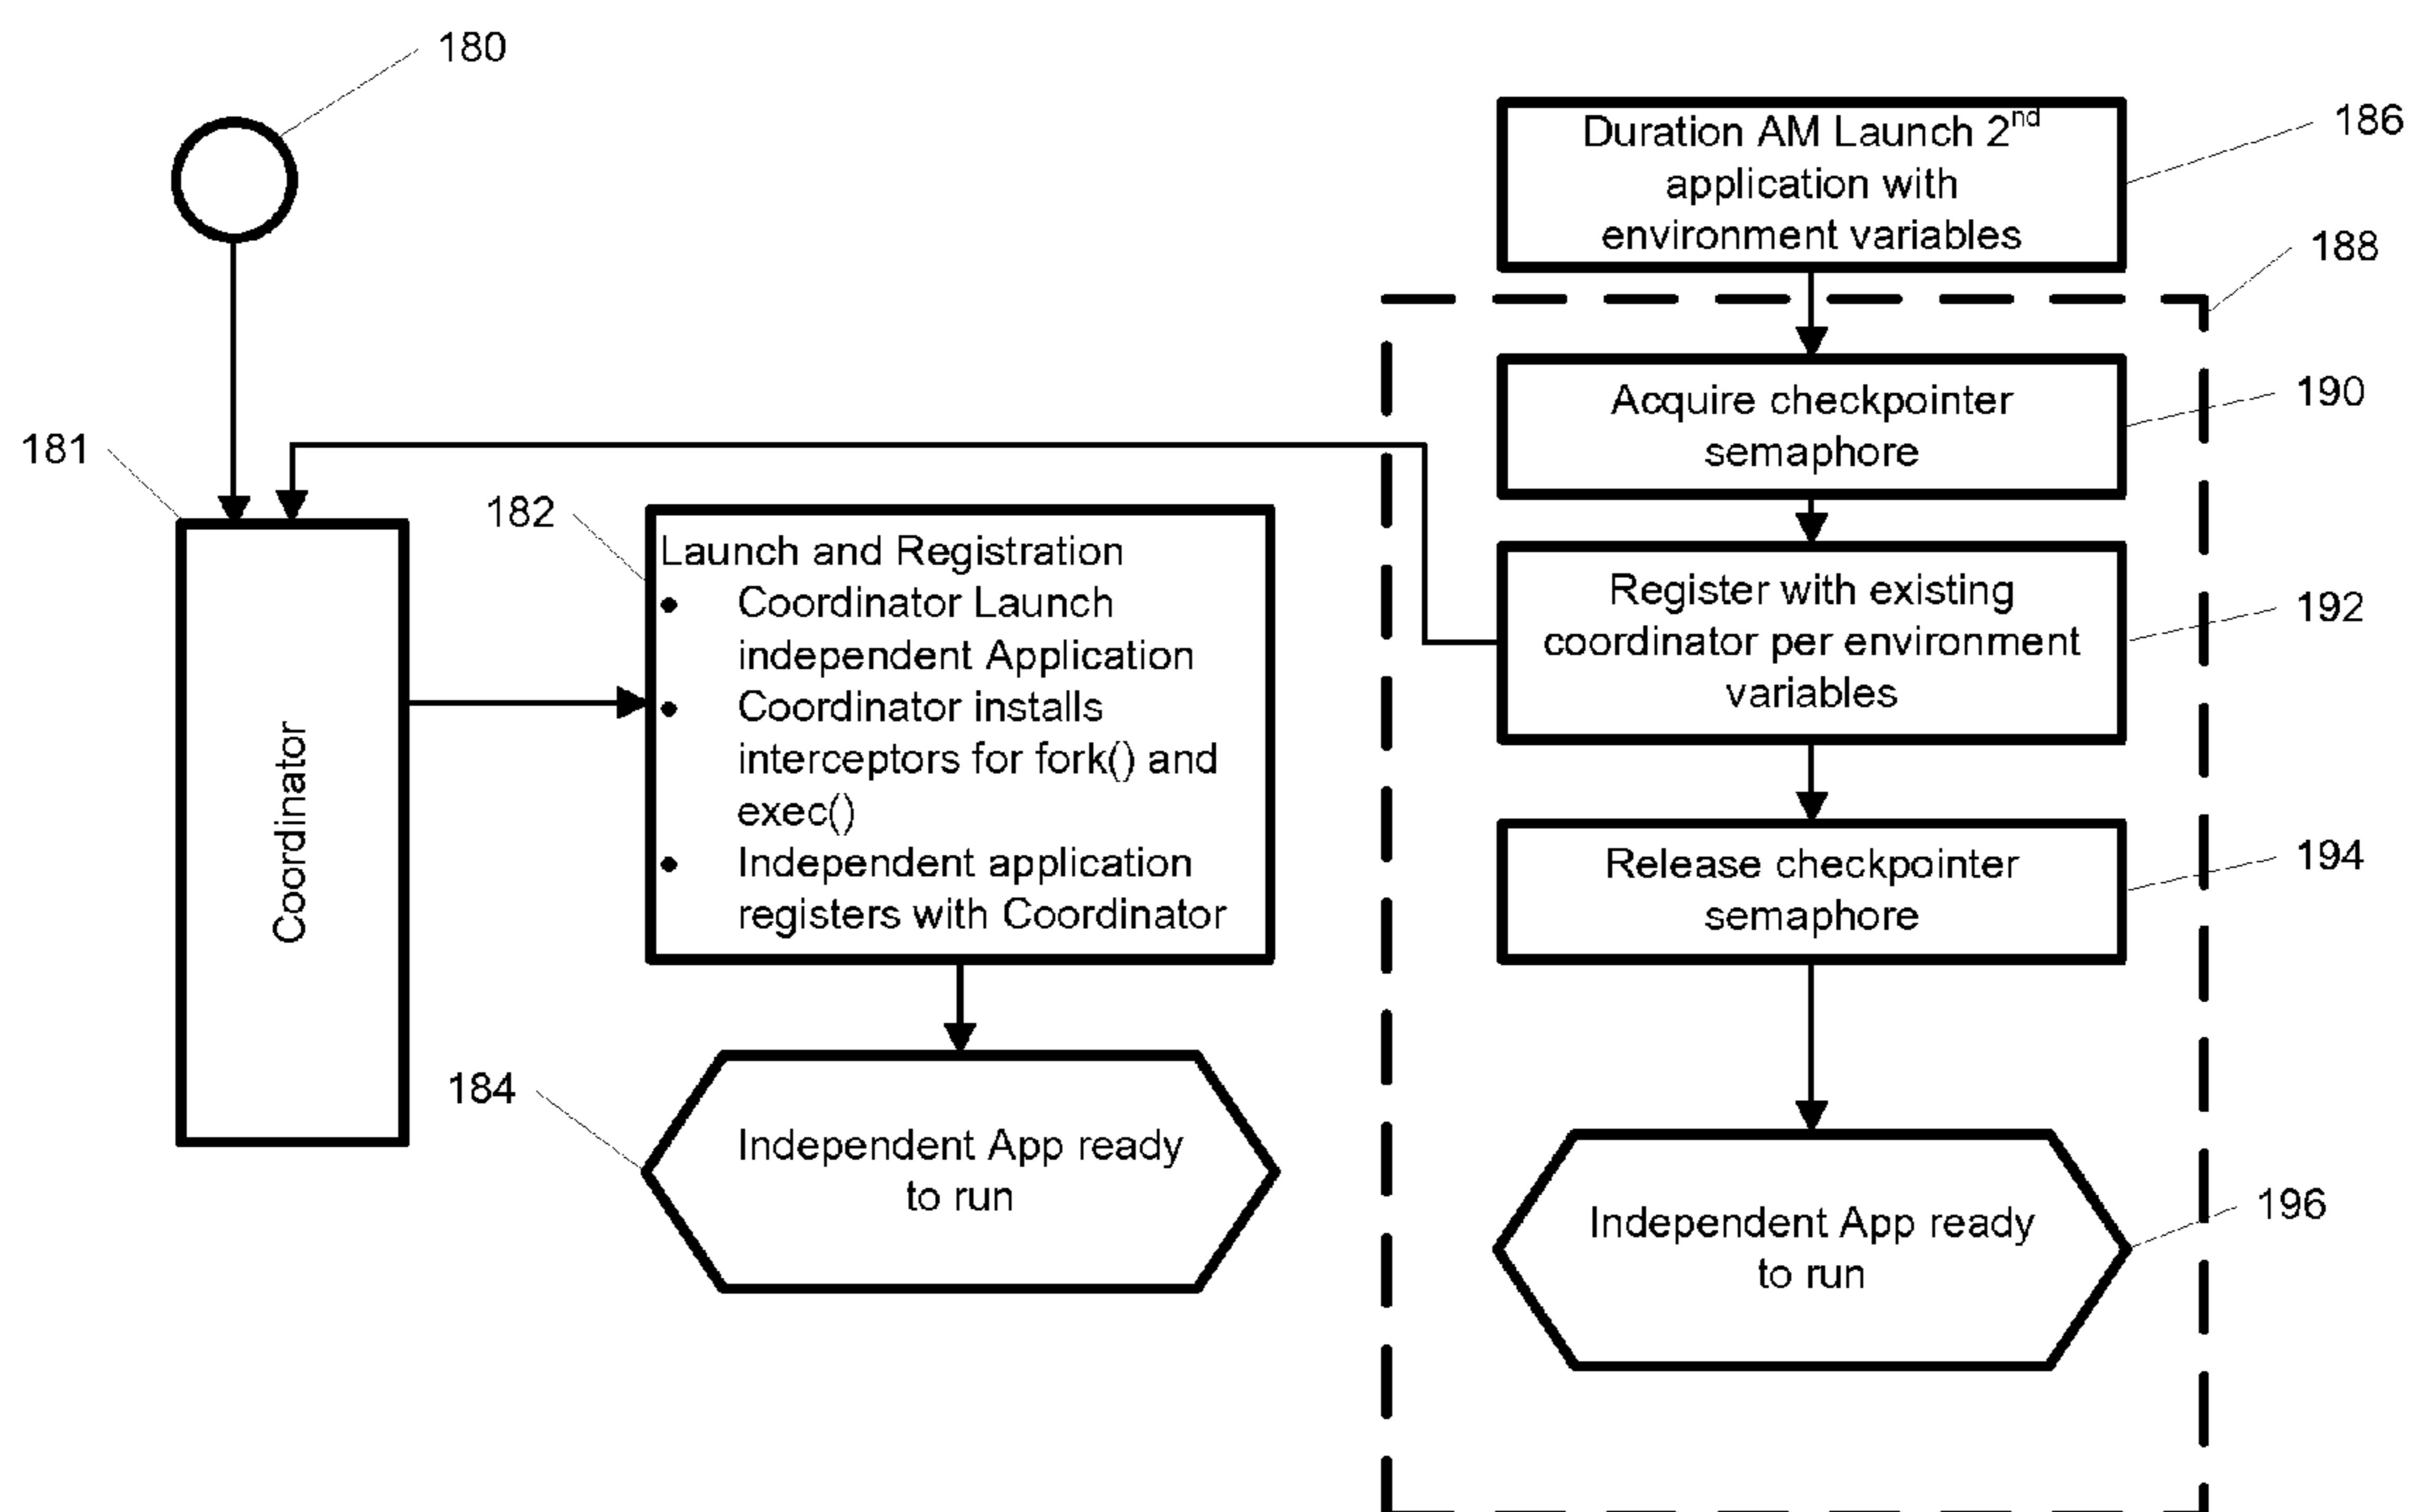 180
Duration AM Launch 2nd
application with
environment variables
186
188
Acquire checkpointer
semaphore
190
181
182
Launch and Registration
• Coordinator Launch
independent Application
• Coordinator installs
interceptors for fork() and
exec()
• Independent application
registers with Coordinator
Register with existing
coordinator per environment
variables
192
Coordinator
Release checkpointer
semaphore
194
184
Independent App ready
to run
Independent App ready
to run
196